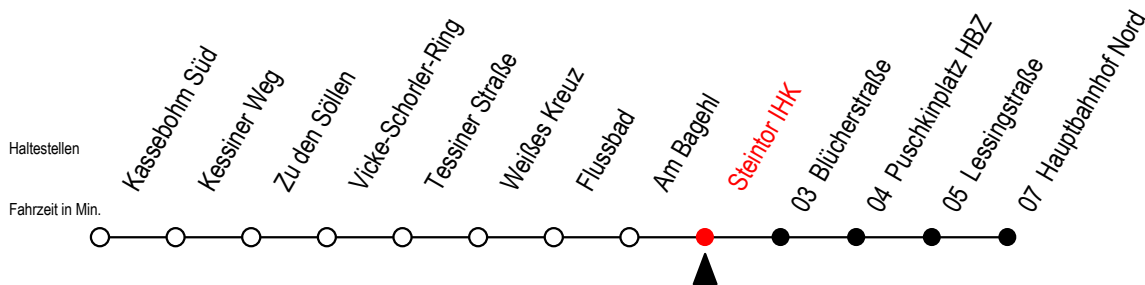 Haltestellen
Fahrzeit in Min.
Kassebohm Süd
Kessiner Weg
Zu den Söllen
Vicke-Schorler-Ring
Tessiner Straße
Weißes Kreuz
Flussbad
Am Bagehl
Steintor IHK
03 Blücherstraße
04 Puschkinplatz HBZ
05 Lessingstraße
07 Hauptbahnhof Nord